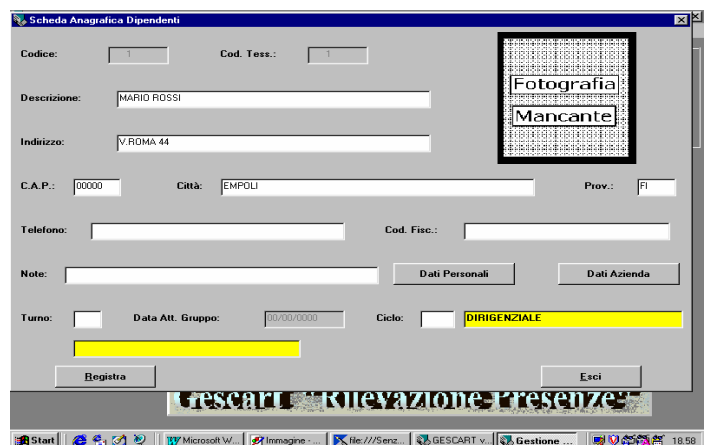 Scheda Anagrafica Dipendenti
Codice: 1 Cod. Tess.: 1
Fotografia
Mancante
Descrizione: MARIO ROSSI
Indirizzo: V.ROMA 44
C.A.P.: 00000 Città: EMPOLI Prov.: FI
Telefono: Cod. Fisc.:
Note: Dati Personali Dati Azienda
Turno: Data Att. Gruppo: 00/00/0000 Ciclo: DIRIGENZIALE
Registra Esci
Gescart "Rilevazione Presenze"
Start Microsoft W... Immagine - ... file:///Senz... GESCART v... Gestione ... 18.58